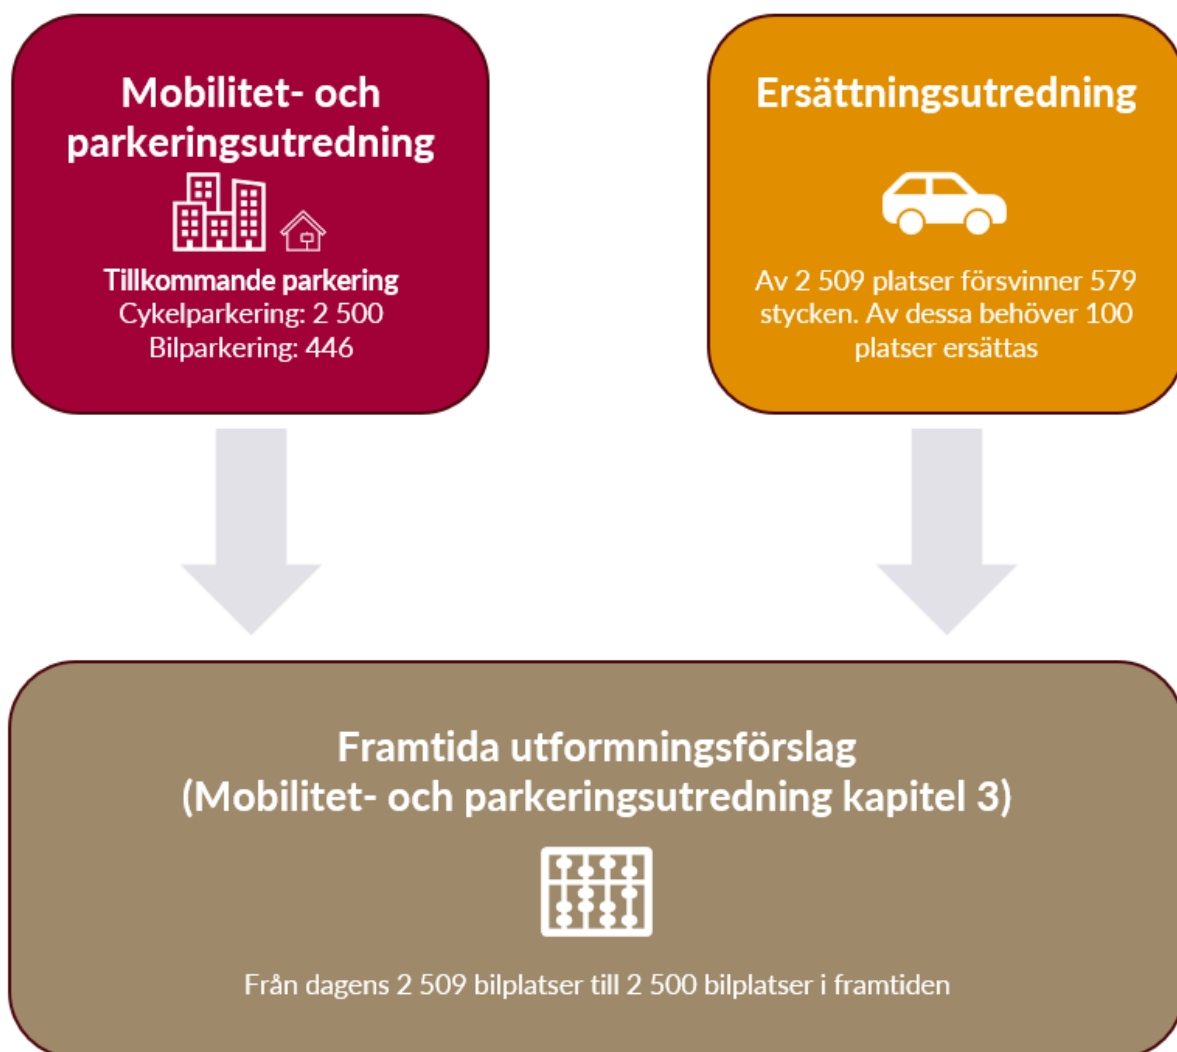 Mobilitet- och
parkeringsutredning
Tillkommande parkering
Cykelparkering: 2 500
Bilparkering: 446
Ersättningsutredning
Av 2 509 platser försvinner 579
stycken. Av dessa behöver 100
platser ersättas
Framtida utformningsförslag
(Mobilitet- och parkeringsutredning kapitel 3)
Från dagens 2 509 bilplatser till 2 500 bilplatser i framtiden